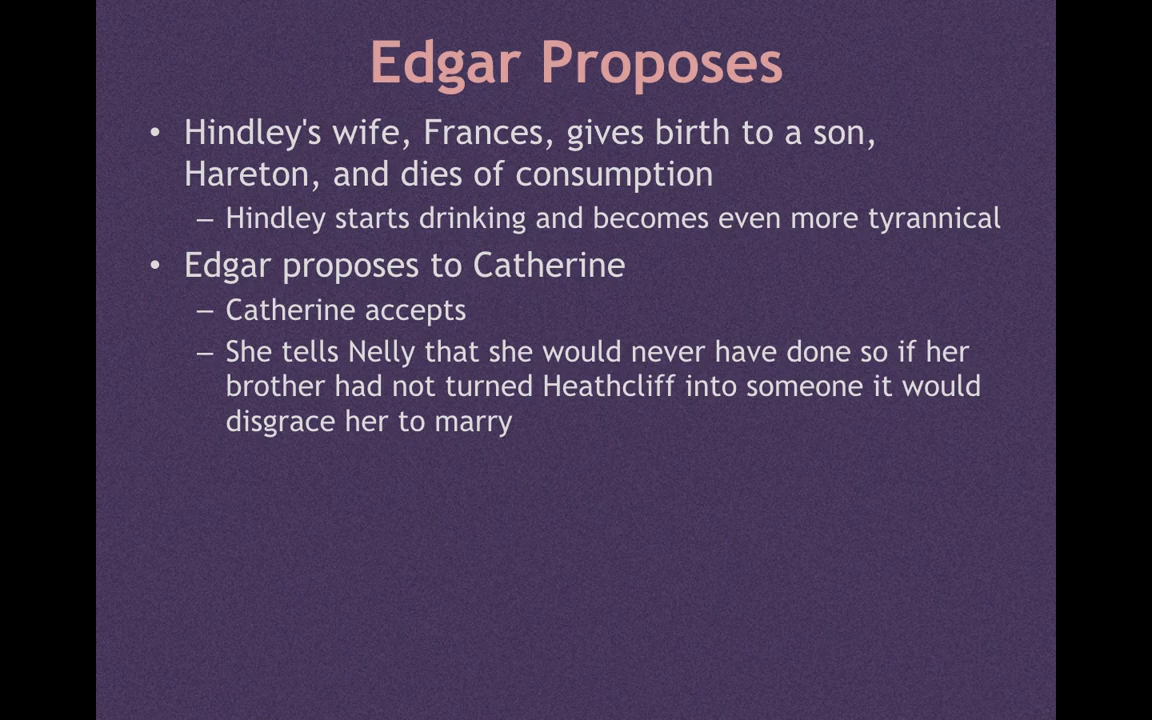 Edgar Proposes
• Hindley's wife, Frances, gives birth to a son,
Hareton, and dies of consumption
– Hindley starts drinking and becomes even more tyrannical
• Edgar proposes to Catherine
– Catherine accepts
– She tells Nelly that she would never have done so if her
brother had not turned Heathcliff into someone it would
disgrace her to marry